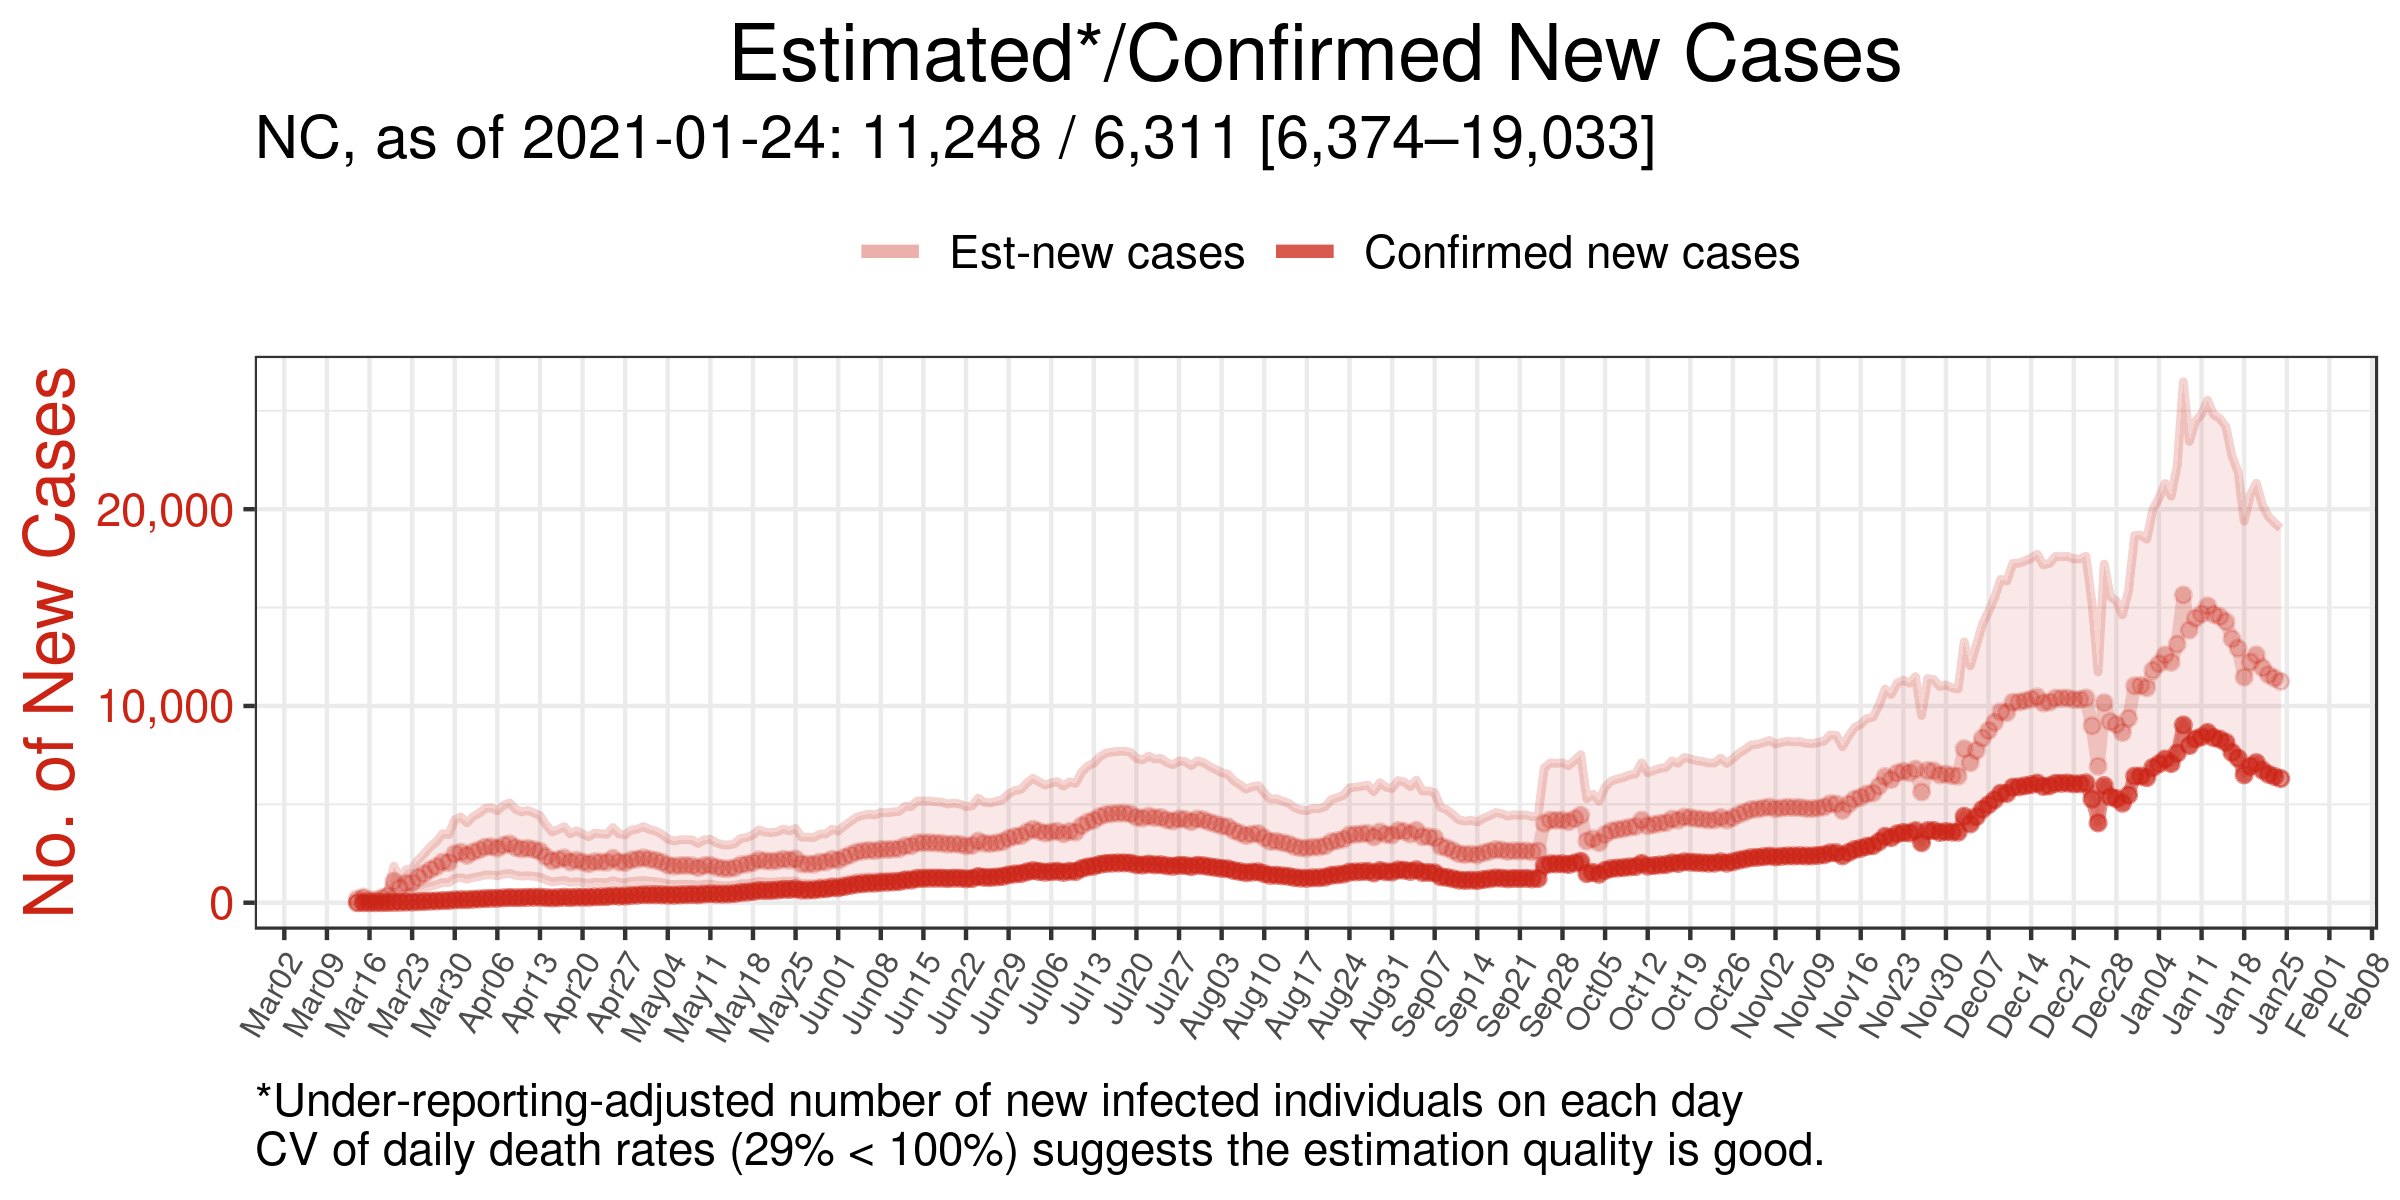 Estimated*/Confirmed New Cases
NC, as of 2021-01-24: 11,248 / 6,311 [6,374–19,033]
Est-new cases
Confirmed new cases
No. of New Cases
20,000
10,000
0
Mar02
Mar09
Mar16
Mar23
Mar30
Apr06
Apr13
Apr20
Apr27
May04
May11
May18
May25
Jun01
Jun08
Jun15
Jun22
Jun29
Jul06
Jul13
Jul20
Jul27
Aug03
Aug10
Aug17
Aug24
Aug31
Sep07
Sep14
Sep21
Sep28
Oct05
Oct12
Oct19
Oct26
Nov02
Nov09
Nov16
Nov23
Nov30
Dec07
Dec14
Dec21
Dec28
Jan04
Jan11
Jan18
Jan25
Feb01
Feb08
*Under-reporting-adjusted number of new infected individuals on each day
CV of daily death rates (29% < 100%) suggests the estimation quality is good.